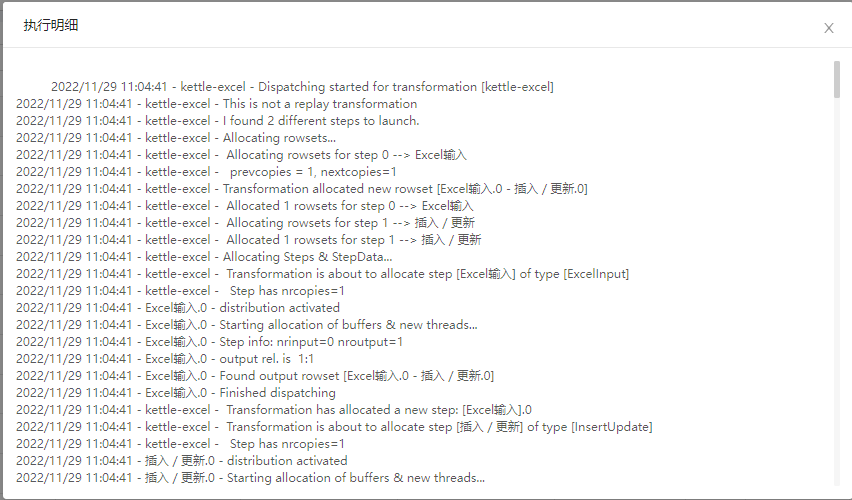 执行明细
2022/11/29 11:04:41 - kettle-excel - Dispatching started for transformation [kettle-excel]
2022/11/29 11:04:41 - kettle-excel - This is not a replay transformation
2022/11/29 11:04:41 - kettle-excel - I found 2 different steps to launch.
2022/11/29 11:04:41 - kettle-excel - Allocating rowsets...
2022/11/29 11:04:41 - kettle-excel -  Allocating rowsets for step 0 --> Excel输入
2022/11/29 11:04:41 - kettle-excel -   prevcopies = 1, nextcopies=1
2022/11/29 11:04:41 - kettle-excel - Transformation allocated new rowset [Excel输入.0 - 插入 / 更新.0]
2022/11/29 11:04:41 - kettle-excel -  Allocated 1 rowsets for step 0 --> Excel输入
2022/11/29 11:04:41 - kettle-excel -  Allocating rowsets for step 1 --> 插入 / 更新
2022/11/29 11:04:41 - kettle-excel -  Allocated 1 rowsets for step 1 --> 插入 / 更新
2022/11/29 11:04:41 - kettle-excel - Allocating Steps & StepData...
2022/11/29 11:04:41 - kettle-excel -  Transformation is about to allocate step [Excel输入] of type [ExcelInput]
2022/11/29 11:04:41 - kettle-excel -   Step has nrcopies=1
2022/11/29 11:04:41 - Excel输入.0 - distribution activated
2022/11/29 11:04:41 - Excel输入.0 - Starting allocation of buffers & new threads...
2022/11/29 11:04:41 - Excel输入.0 - Step info: nrinput=0 nroutput=1
2022/11/29 11:04:41 - Excel输入.0 - output rel. is  1:1
2022/11/29 11:04:41 - Excel输入.0 - Found output rowset [Excel输入.0 - 插入 / 更新.0]
2022/11/29 11:04:41 - Excel输入.0 - Finished dispatching
2022/11/29 11:04:41 - kettle-excel -  Transformation has allocated a new step: [Excel输入].0
2022/11/29 11:04:41 - kettle-excel -  Transformation is about to allocate step [插入 / 更新] of type [InsertUpdate]
2022/11/29 11:04:41 - kettle-excel -   Step has nrcopies=1
2022/11/29 11:04:41 - 插入 / 更新.0 - distribution activated
2022/11/29 11:04:41 - 插入 / 更新.0 - Starting allocation of buffers & new threads...